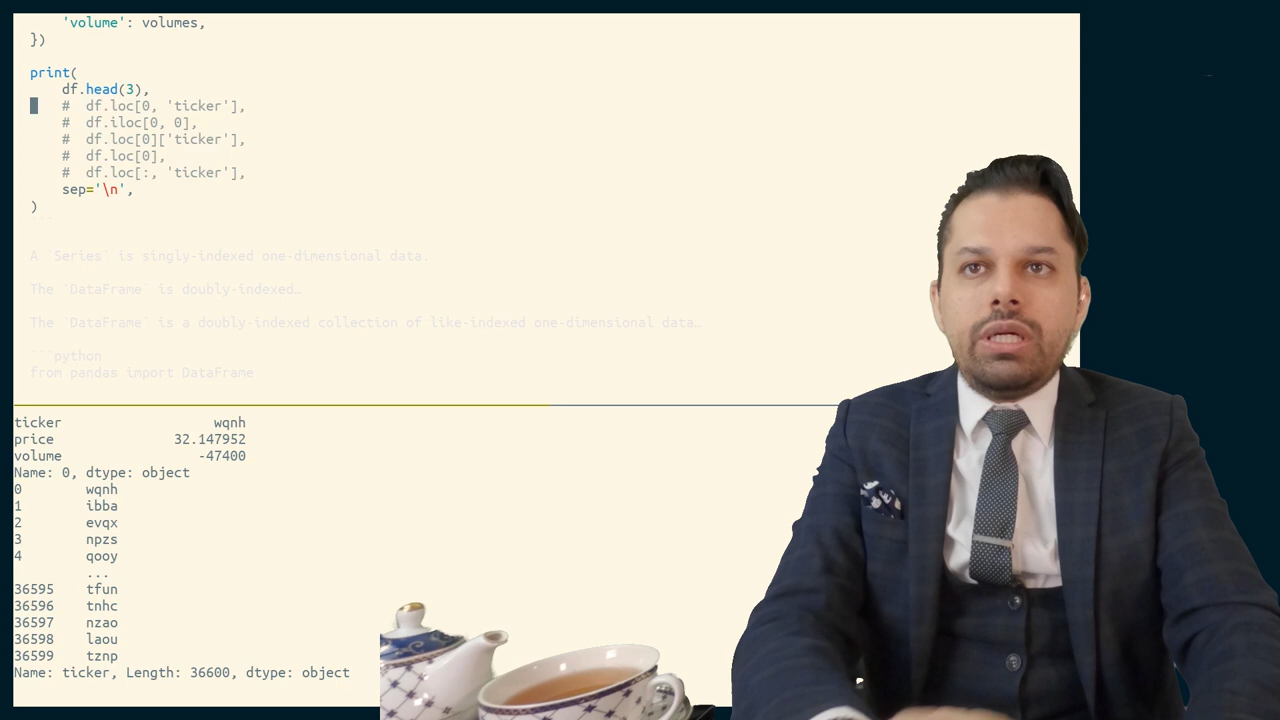 'volume': volumes,
})
print(
df.head(3),
# df.loc[0, 'ticker'],
# df.iloc[0, 0],
# df.loc[0]['ticker'],
# df.loc[0],
# df.loc[:, 'ticker'],
sep='\n',
)
```
A `Series` is singly-indexed one-dimensional data.
The `DataFrame` is doubly-indexed…
The `DataFrame` is a doubly-indexed collection of like-indexed one-dimensional data…
```python
from pandas import DataFrame
ticker wqnh
price 32.147952
volume -47400
Name: 0, dtype: object
0 wqnh
1 ibba
2 evqx
3 npzs
4 qooy
...
36595 tfun
36596 tnhc
36597 nzao
36598 laou
36599 tznp
Name: ticker, Length: 36600, dtype: object